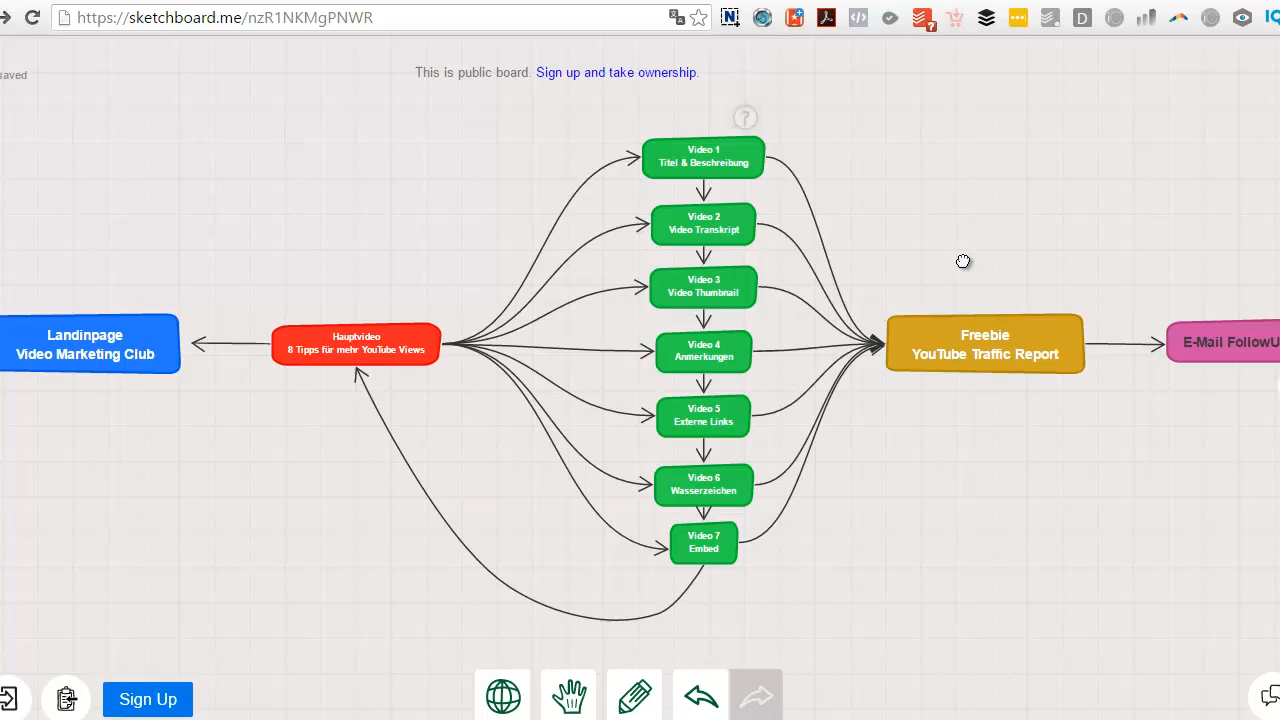 https://sketchboard.me/nzR1NKMgPNWR
saved
This is public board. Sign up and take ownership.
?
Video 1
Titel & Beschreibung
Video 2
Video Transkript
Video 3
Video Thumbnail
Landinpage
Video Marketing Club
Hauptvideo
8 Tipps für mehr YouTube Views
Video 4
Anmerkungen
Freebie
YouTube Traffic Report
E-Mail FollowU
Video 5
Externe Links
Video 6
Wasserzeichen
Video 7
Embed
Sign Up